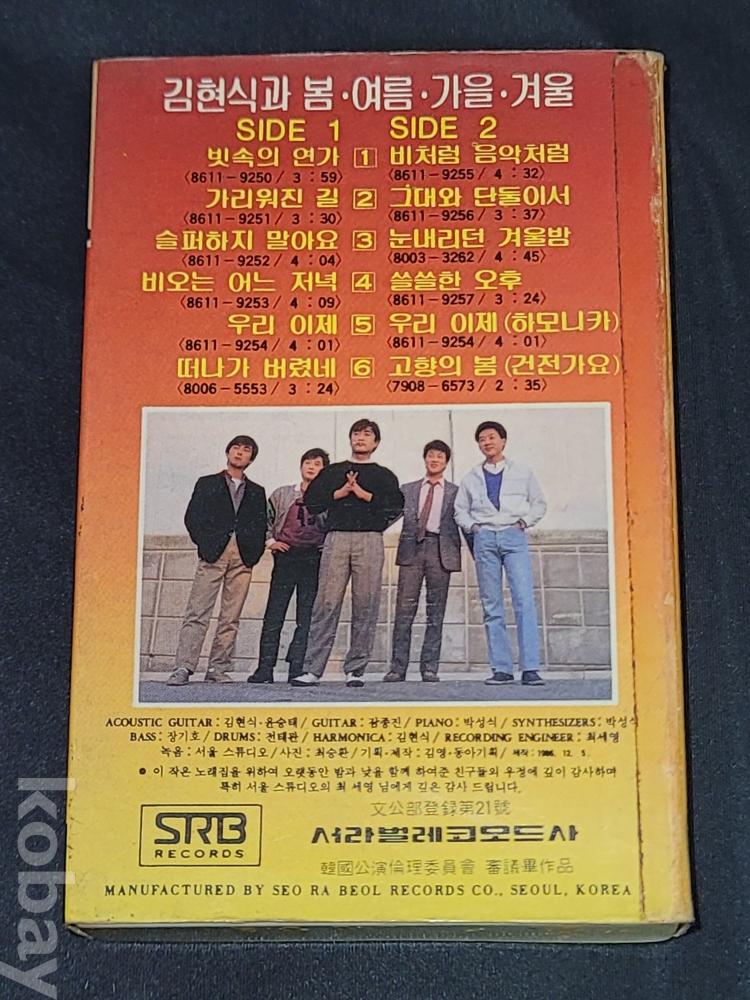 김현식과 봄·여름·가을·겨울
SIDE 1 SIDE 2
빗속의 연가 1 비처럼 음악처럼
〈8611-9250 / 3 : 59〉 〈8611-9255 / 4 : 32〉
가리워진 길 2 그대와 단둘이서
〈8611-9251 / 3 : 30〉 〈8611-9256 / 3 : 37〉
슬퍼하지 말아요 3 눈내리던 겨울밤
〈8611-9252 / 4 : 04〉 〈8003-3262 / 4 : 45〉
비오는 어느 저녁 4 쓸쓸한 오후
〈8611-9253 / 4 : 09〉 〈8611-9257 / 3 : 24〉
우리 이제 5 우리 이제 (하모니카)
〈8611-9254 / 4 : 01〉 〈8611-9254 / 4 : 01〉
떠나가 버렸네 6 고향의 봄 (건전가요)
〈8006-5553 / 3 : 24〉 〈7908-6573 / 2 : 35〉
ACOUSTIC GUITAR : 김현식·윤승태 / GUITAR : 김종진 / PIANO : 박성식 / SYNTHESIZERS : 박성식
BASS : 장기호 / DRUMS : 전태관 / HARMONICA : 김현식 / RECORDING ENGINEER : 최세영
녹음 : 서울 스튜디오 / 사진 : 최승환 / 기획·제작 : 김영·동아기획 / 제작 : 1986. 12. 5.
● 이 작은 노래집을 위하여 오랫동안 밤과 낮을 함께 하여준 친구들의 우정에 깊이 감사하며
특히 서울 스튜디오의 최 세영 님에게 깊은 감사 드립니다.
文公部登録第21號
SRB
RECORDS
서라벌레코오드사
韓國公演倫理委員會 審議畢作品
MANUFACTURED BY SEO RA BEOL RECORDS CO., SEOUL, KOREA
kobay